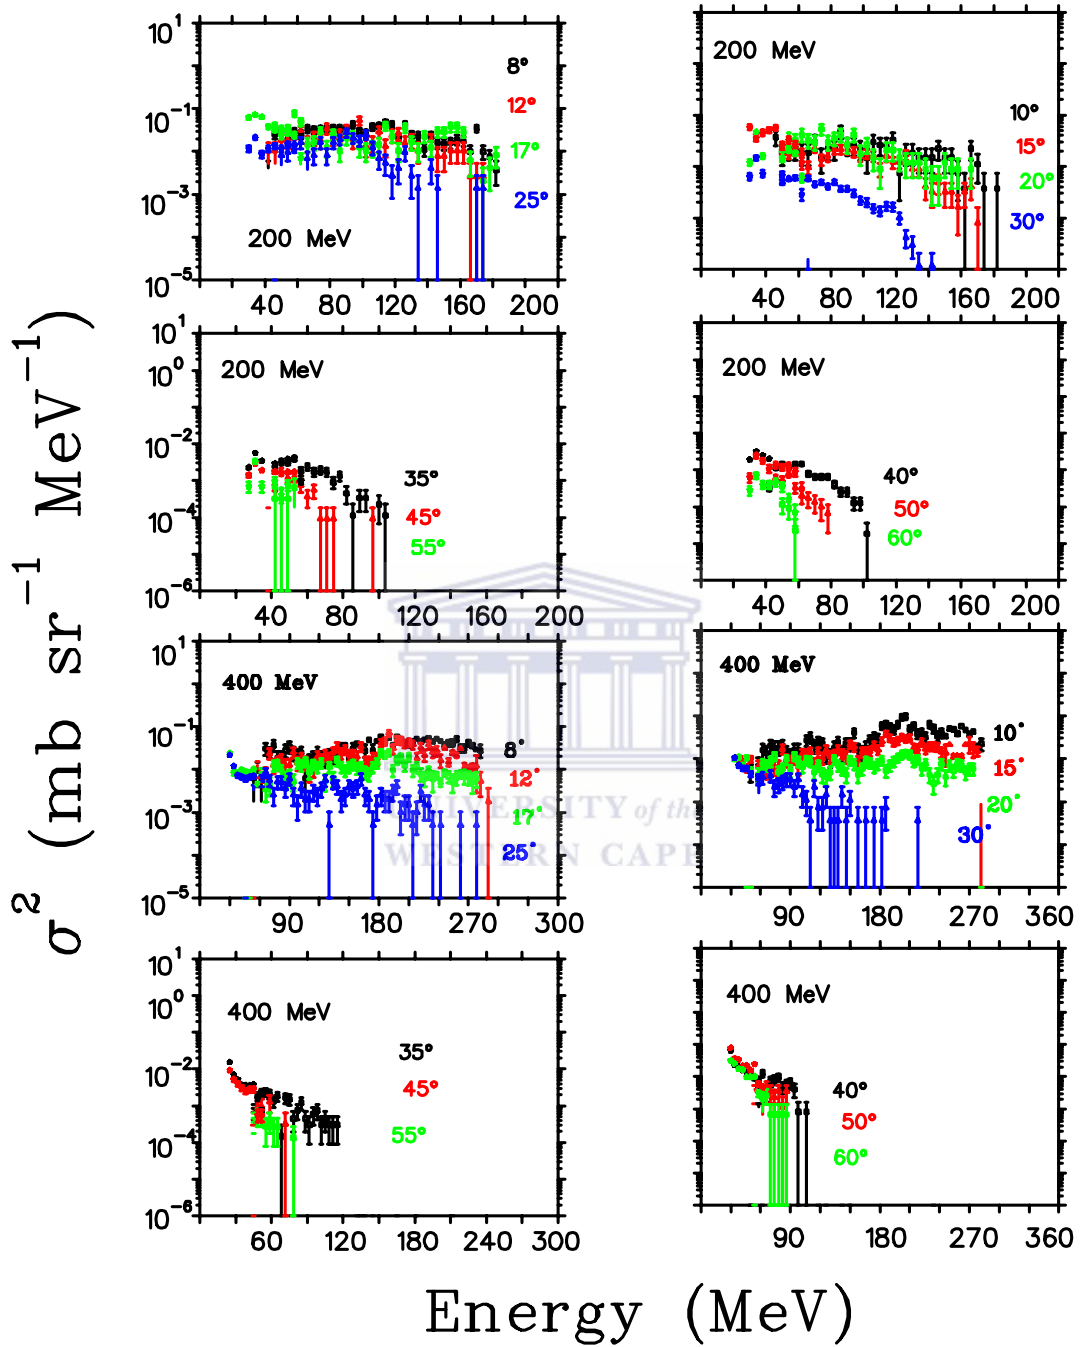 σ² (mb sr⁻¹ MeV⁻¹)
10¹
10⁻¹
10⁻³
10⁻⁵
8°
12°
17°
25°
200 MeV
40 80 120 160 200
200 MeV
10°
15°
20°
30°
40 80 120 160 200
10¹
10⁰
10⁻²
10⁻⁴
10⁻⁶
200 MeV
35°
45°
55°
40 80 120 160 200
200 MeV
40°
50°
60°
40 80 120 160 200
10¹
10⁻¹
10⁻³
10⁻⁵
400 MeV
8°
12°
17°
25°
90 180 270 300
400 MeV
10°
15°
20°
30°
90 180 270 360
UNIVERSITY of the
WESTERN CAPE
10¹
10⁰
10⁻²
10⁻⁴
10⁻⁶
400 MeV
35°
45°
55°
60 120 180 240 300
400 MeV
40°
50°
60°
90 180 270 360
Energy (MeV)